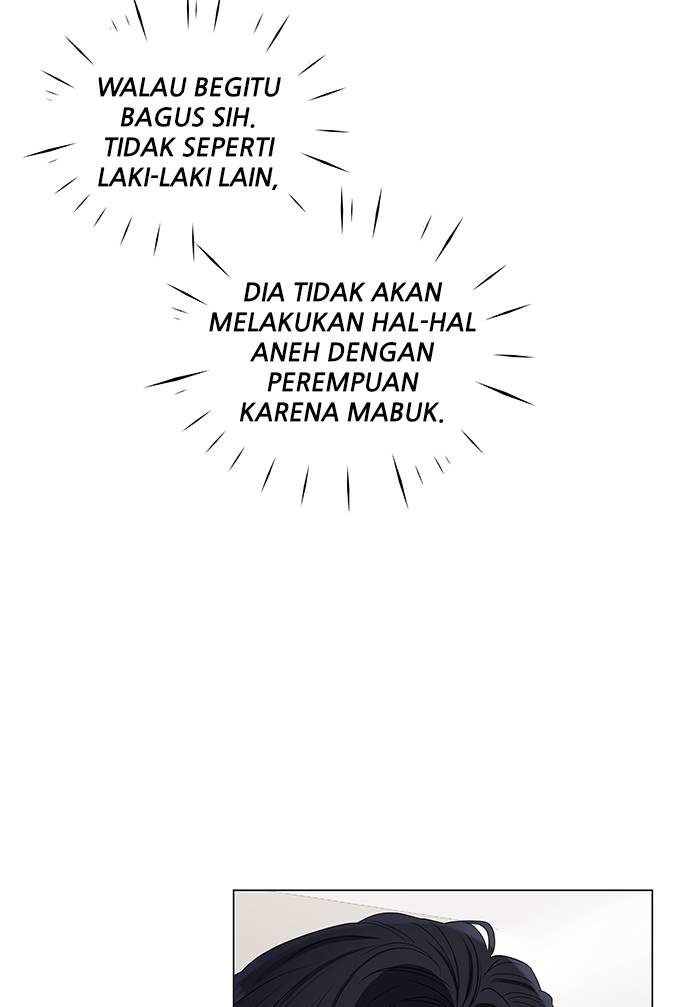 WALAU BEGITU
BAGUS SIH.
TIDAK SEPERTI
LAKI-LAKI LAIN,
DIA TIDAK AKAN
MELAKUKAN HAL-HAL
ANEH DENGAN
PEREMPUAN
KARENA MABUK.